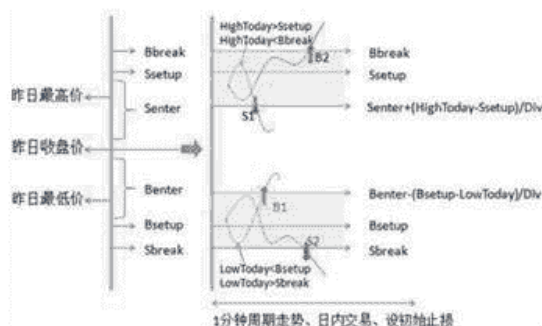 昨日最高价
昨日收盘价
昨日最低价
Bbreak
Ssetup
Senter
Benter
Bsetup
Sbreak
HighToday>Ssetup
HighToday<Bbreak
B2
S1
B1
S2
LowToday<Bsetup
LowToday>Sbreak
Bbreak
Ssetup
Senter+(HighToday-Ssetup)/Div
Benter-(Bsetup-LowToday)/Div
Bsetup
Sbreak
1分钟周期走势、日内交易、设初始止损